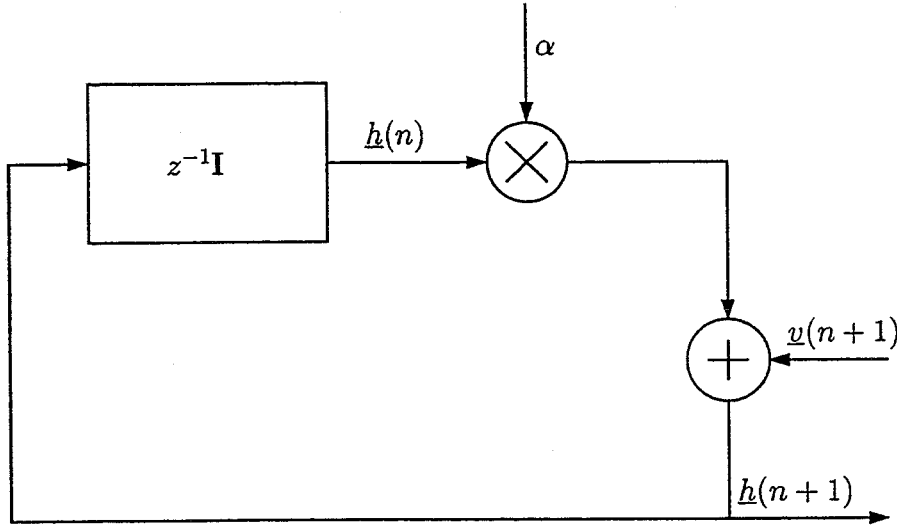 α
h(n)
z⁻¹I
v(n + 1)
h(n + 1)